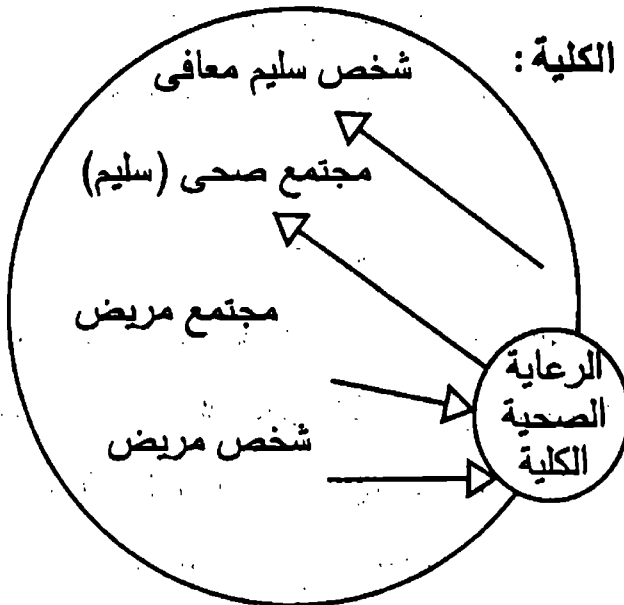 الكلية :
شخص سليم معافى
مجتمع صحى (سليم)
مجتمع مريض
شخص مريض
الرعاية
الصحية
الكلية